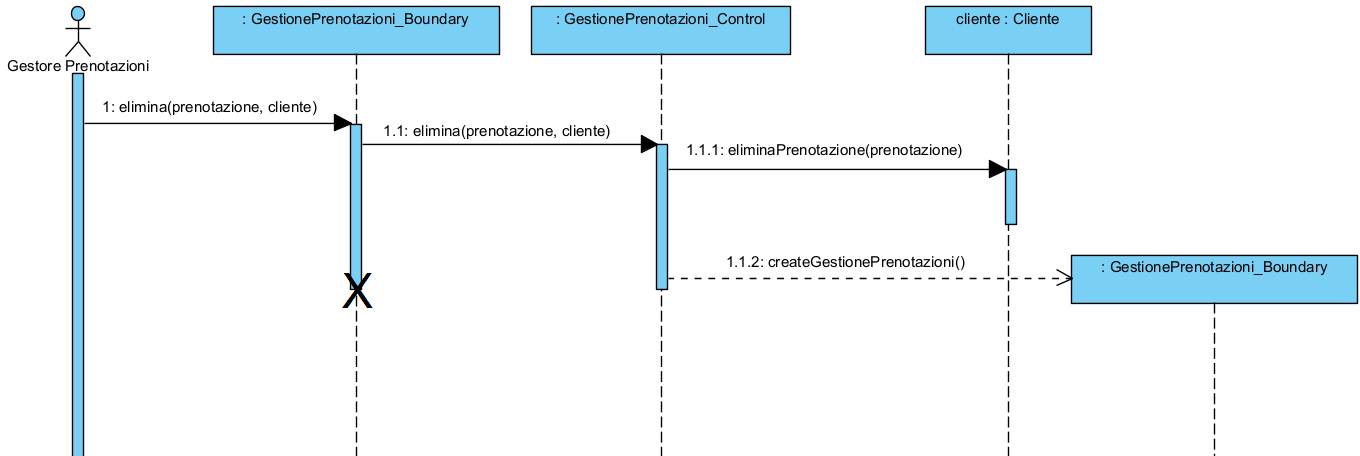 : GestionePrenotazioni_Boundary
: GestionePrenotazioni_Control
cliente : Cliente
Gestore Prenotazioni
1: elimina(prenotazione, cliente)
1.1: elimina(prenotazione, cliente)
1.1.1: eliminaPrenotazione(prenotazione)
1.1.2: createGestionePrenotazioni()
: GestionePrenotazioni_Boundary